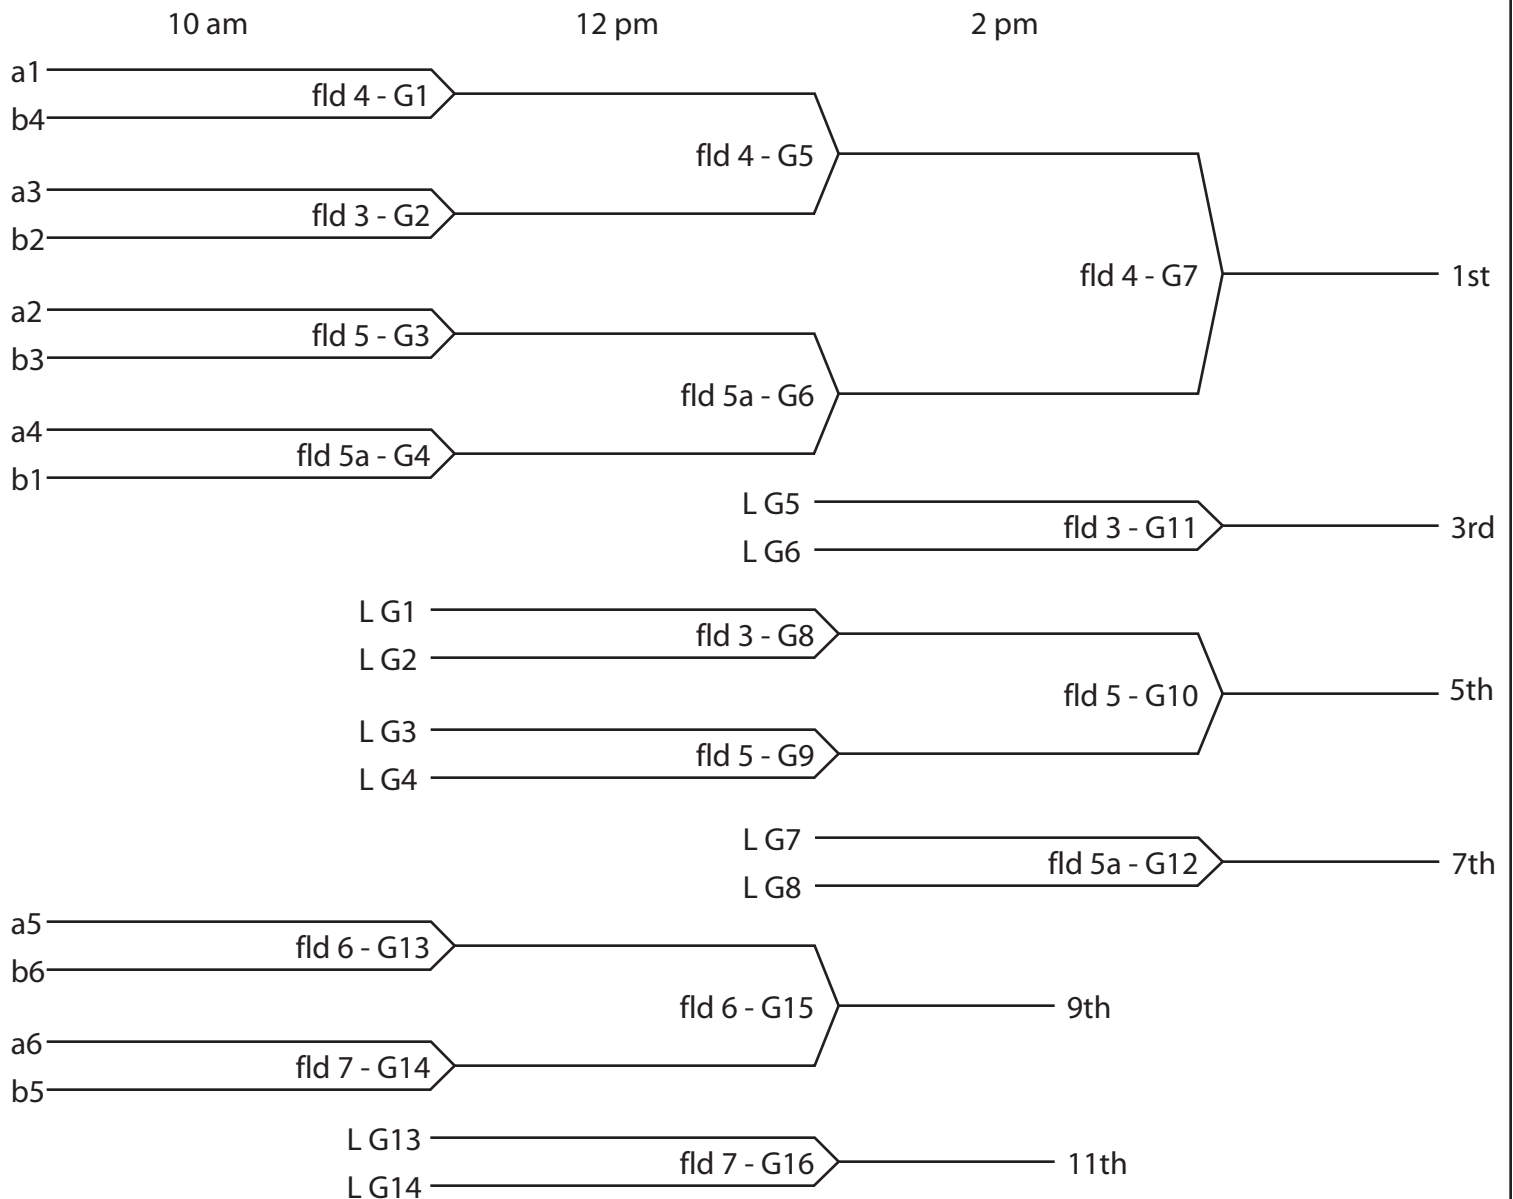 10 am 12 pm 2 pm
a1
fld 4 - G1
b4
fld 4 - G5
a3
fld 3 - G2
b2
fld 4 - G7 1st
a2
fld 5 - G3
b3
fld 5a - G6
a4
fld 5a - G4
b1
L G5
fld 3 - G11 3rd
L G6
L G1
fld 3 - G8
L G2
fld 5 - G10 5th
L G3
fld 5 - G9
L G4
L G7
fld 5a - G12 7th
L G8
a5
fld 6 - G13
b6
fld 6 - G15 9th
a6
fld 7 - G14
b5
L G13
fld 7 - G16 11th
L G14